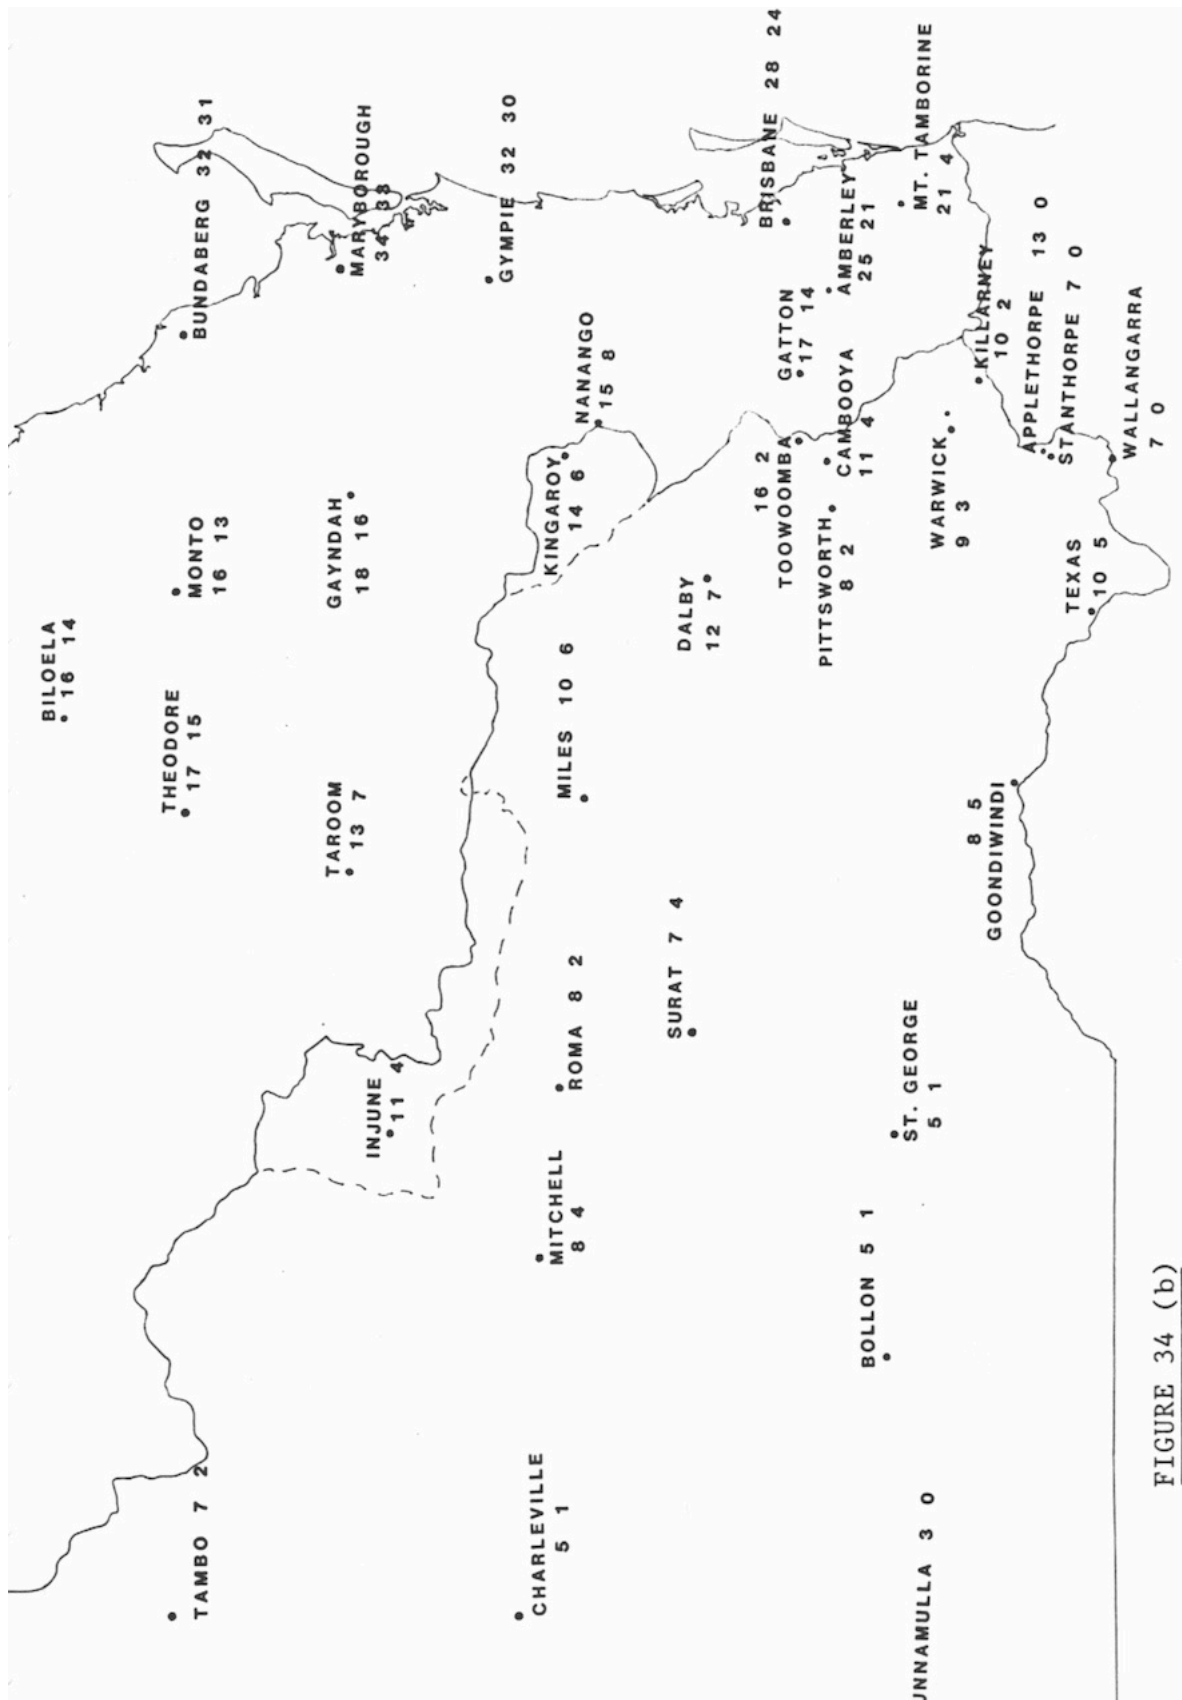 BILOELA
16 14
THEODORE
17 15
MONTO
16 13
BUNDABERG 32 31
TAMBO 7 2
TAROOM
13 7
GAYNDAH
18 16
MARYBOROUGH
34 33
INJUNE
11 4
GYMPIE 32 30
CHARLEVILLE
5 1
MITCHELL
8 4
ROMA 8 2
MILES 10 6
KINGAROY
14 6
NANANGO
15 8
SURAT 7 4
DALBY
12 7
16 2
TOOWOOMBA
GATTON
17 14
BRISBANE 28 24
PITTSWORTH
8 2
CAMBOOYA
11 4
AMBERLEY
25 21
BOLLON 5 1
ST. GEORGE
5 1
WARWICK
9 3
MT. TAMBORINE
21 4
UNNAMULLA 3 0
8 5
GOONDIWINDI
KILLARNEY
10 2
APPLETHORPE 13 0
STANTHORPE 7 0
TEXAS
10 5
WALLANGARRA
7 0
FIGURE 34 (b)